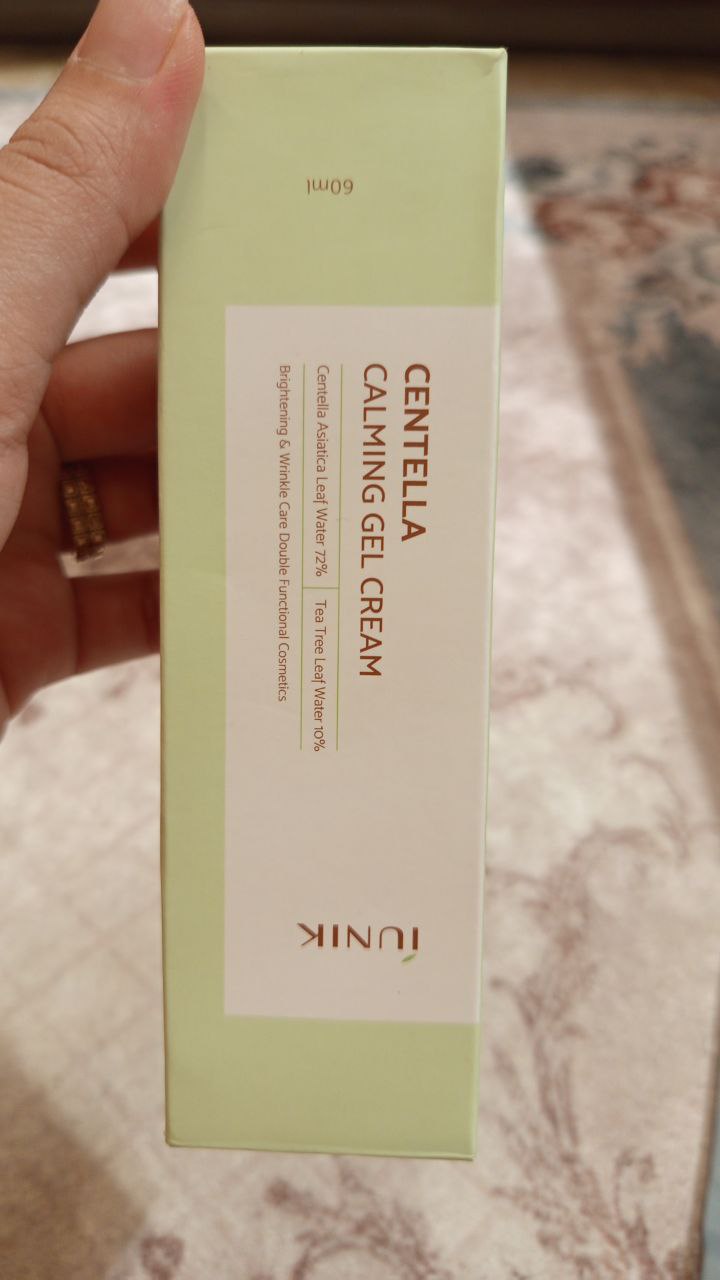 60ml
CENTELLA
CALMING GEL CREAM
Centella Asiatica Leaf Water 72%
Tea Tree Leaf Water 10%
Brightening & Wrinkle Care Double Functional Cosmetics
IUNIK